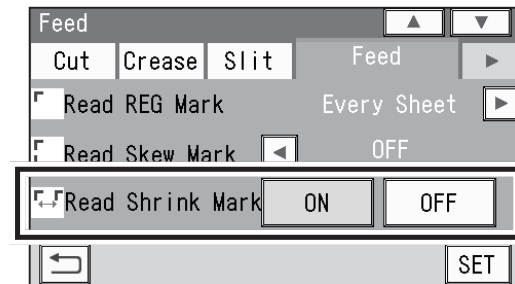 Feed
Cut Crease Slit Feed
Read REG Mark Every Sheet
Read Skew Mark OFF
Read Shrink Mark ON OFF
SET